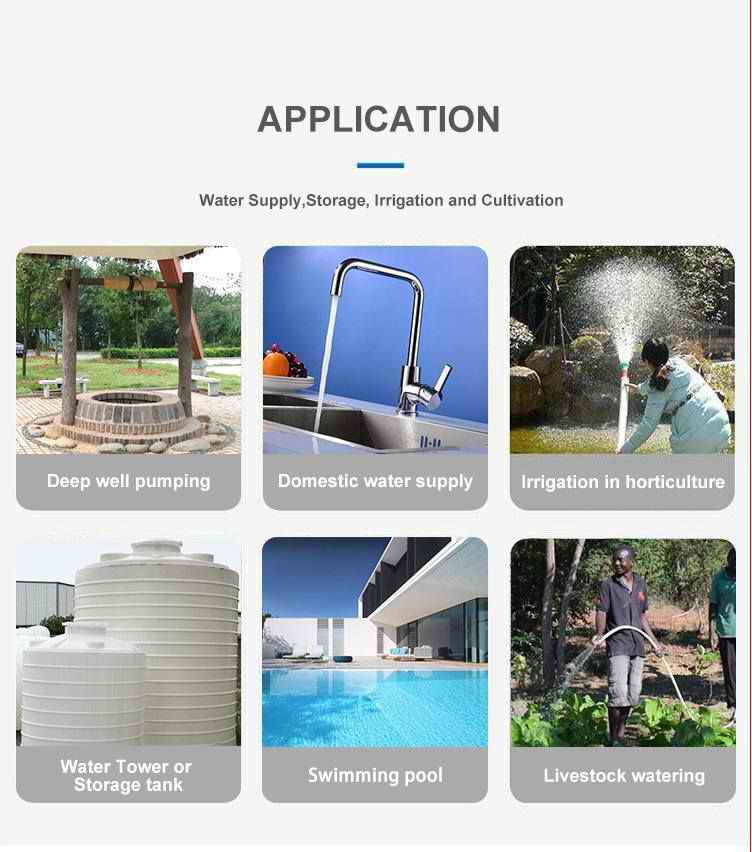 APPLICATION
Water Supply,Storage, Irrigation and Cultivation
Deep well pumping
Domestic water supply
Irrigation in horticulture
Water Tower or
Storage tank
Swimming pool
Livestock watering